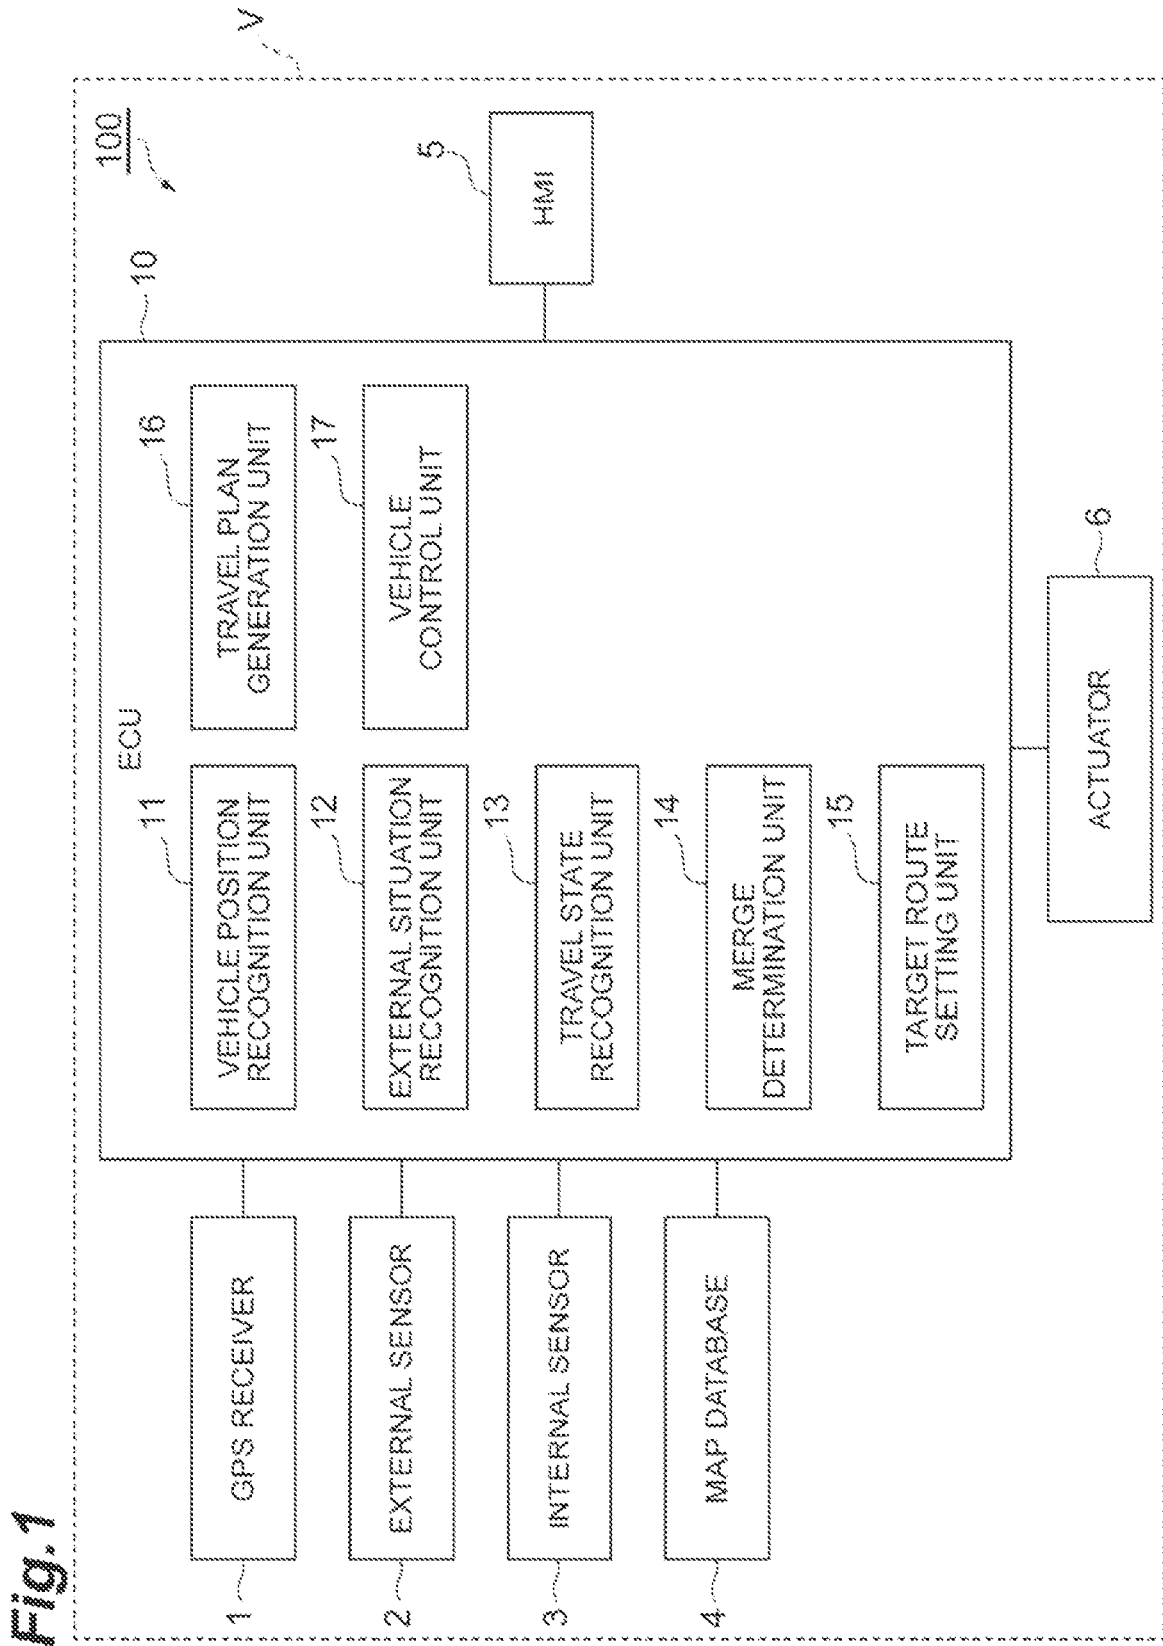 Fig.1
V
100
10
ECU
1
GPS RECEIVER
2
EXTERNAL SENSOR
3
INTERNAL SENSOR
4
MAP DATABASE
11
VEHICLE POSITION
RECOGNITION UNIT
12
EXTERNAL SITUATION
RECOGNITION UNIT
13
TRAVEL STATE
RECOGNITION UNIT
14
MERGE
DETERMINATION UNIT
15
TARGET ROUTE
SETTING UNIT
16
TRAVEL PLAN
GENERATION UNIT
17
VEHICLE
CONTROL UNIT
5
HMI
6
ACTUATOR